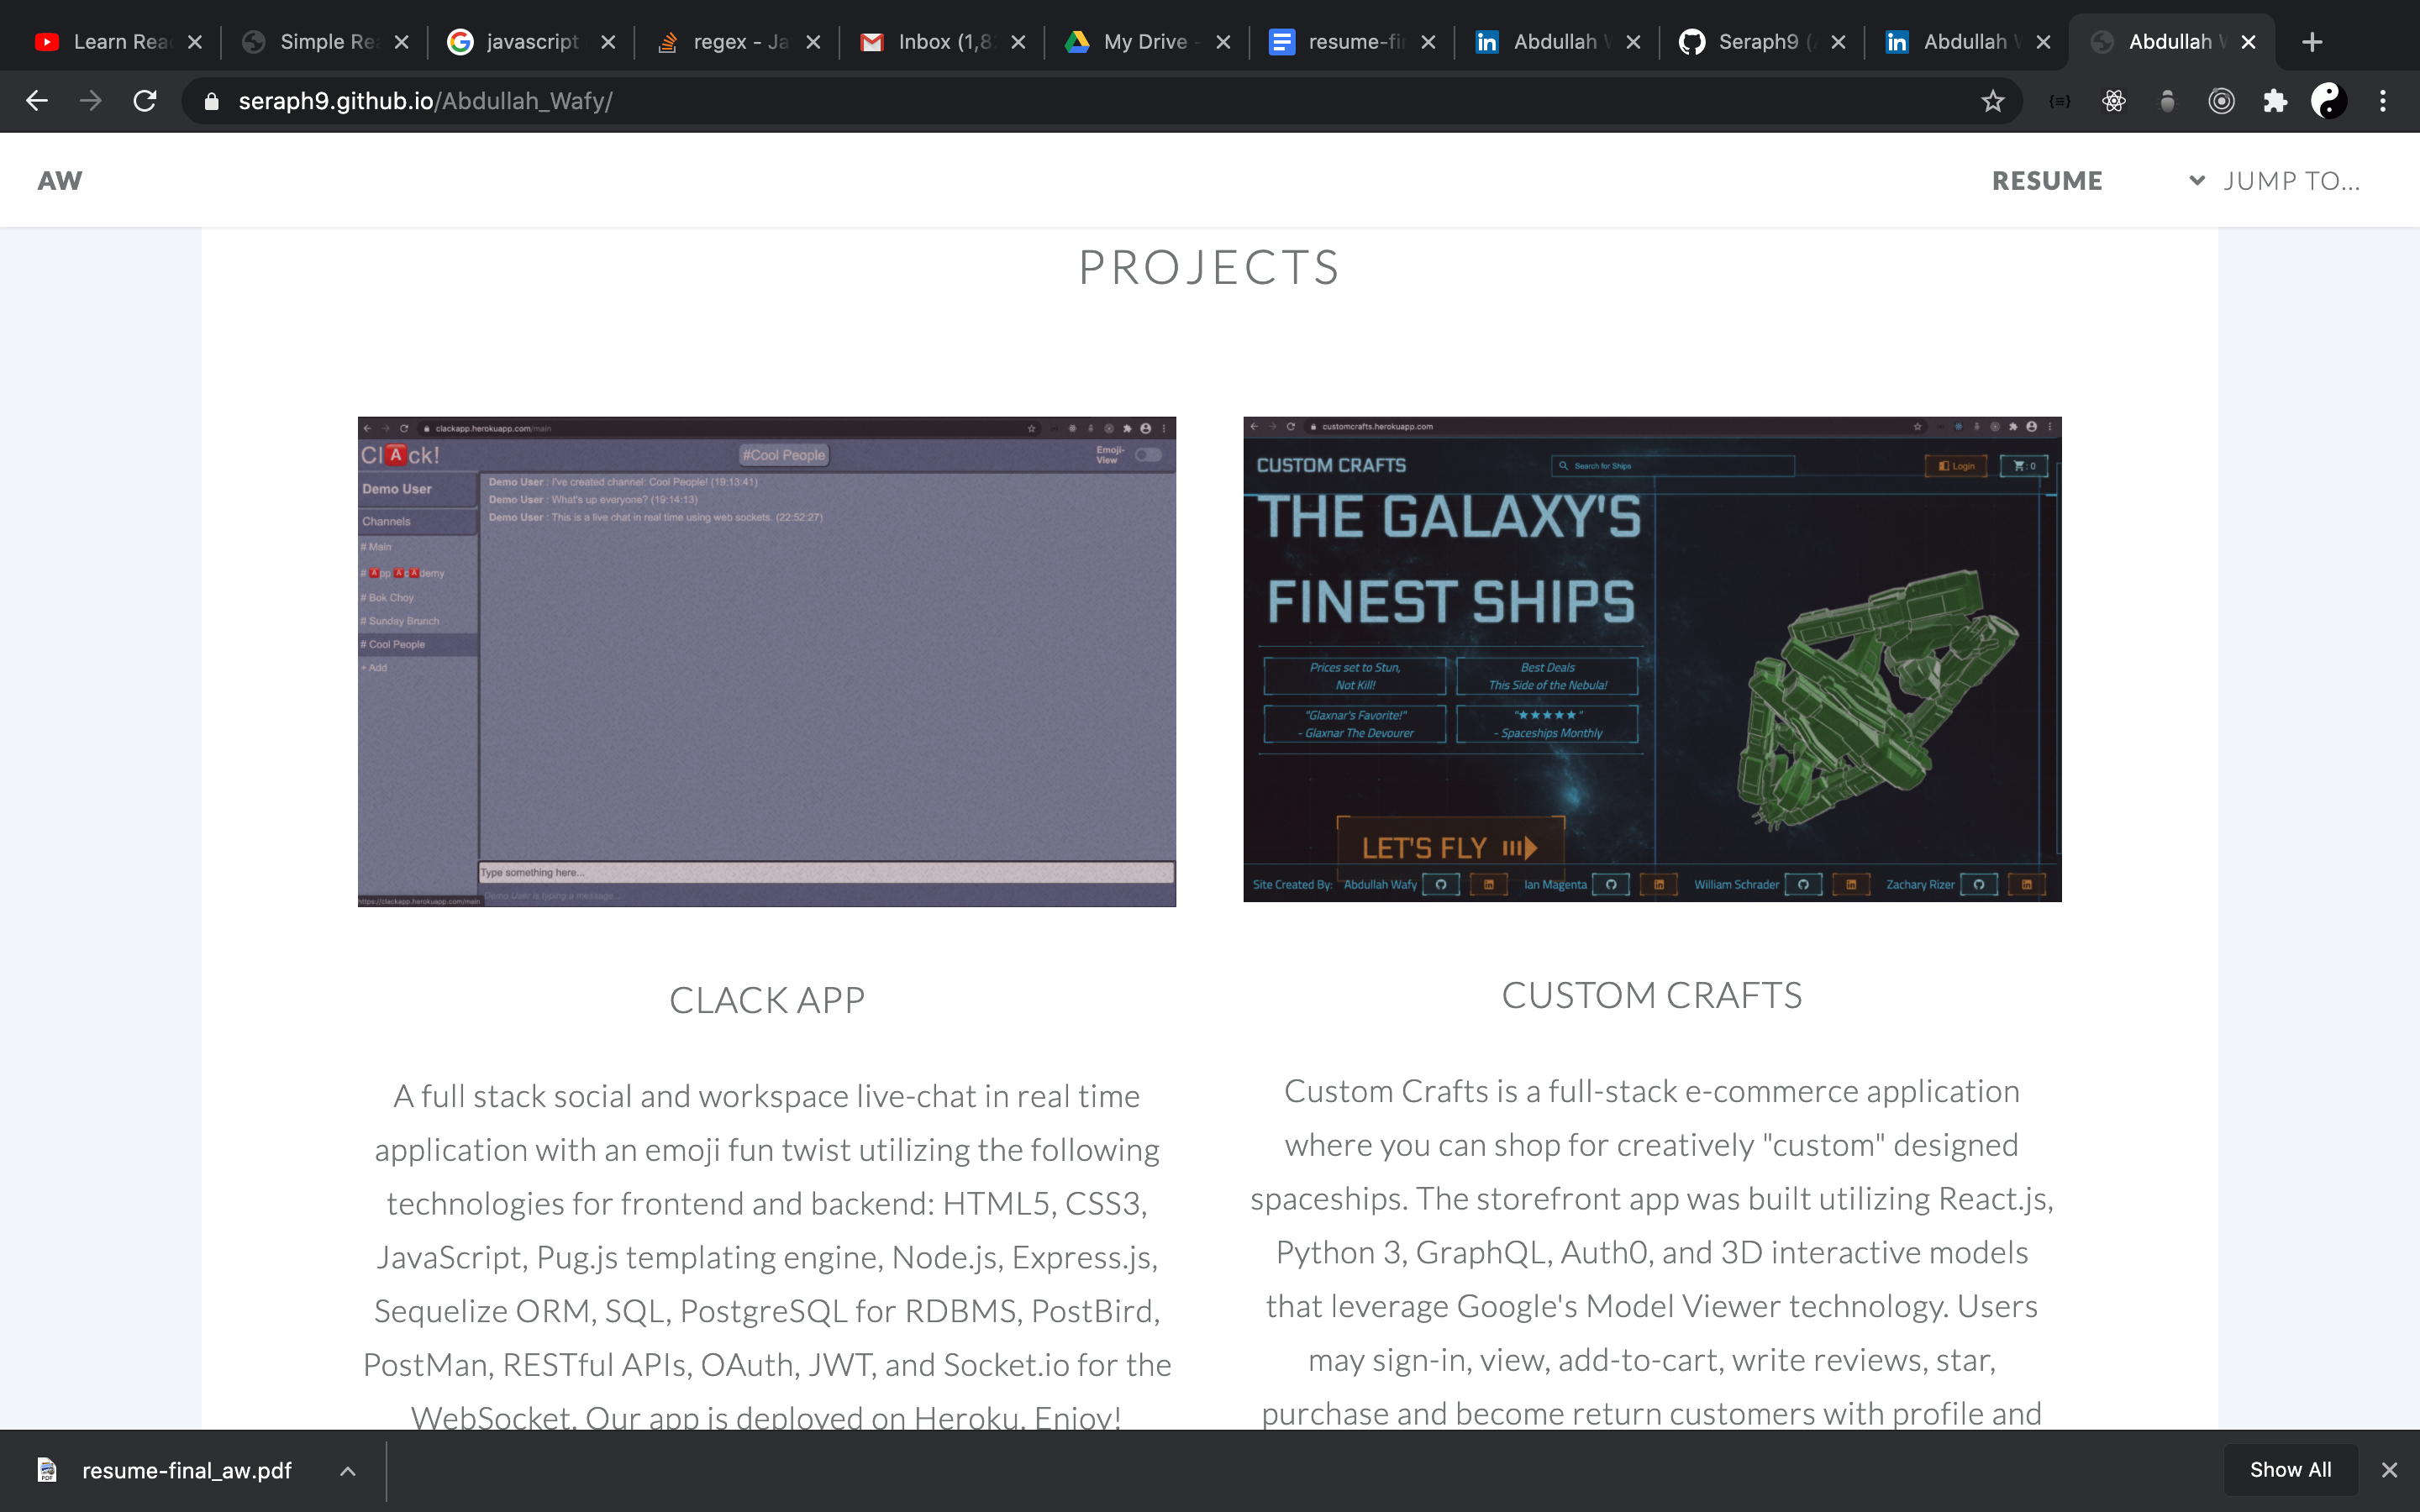 Learn Rea
Simple Re
javascript
regex - Ja
Inbox (1,8
My Drive -
resume-fi
Abdullah W
Seraph9 (
Abdullah W
Abdullah W
seraph9.github.io/Abdullah_Wafy/
AW
RESUME
JUMP TO...
PROJECTS
clackapp.herokuapp.com/main
Clack!
#Cool People
Emoji-
View
Demo User
Channels
# Main
# App AcAdemy
# Bok Choy
# Sunday Brunch
# Cool People
+ Add
Demo User : I've created channel: Cool People! (19:13:41)
Demo User : What's up everyone? (19:14:13)
Demo User : This is a live chat in real time using web sockets. (22:52:27)
Type something here...
Demo User is typing a message...
https://clackapp.herokuapp.com/main
customcrafts.herokuapp.com
CUSTOM CRAFTS
Search for Ships
Login
: 0
THE GALAXY'S
FINEST SHIPS
Prices set to Stun,
Not Kill!
Best Deals
This Side of the Nebula!
"Glaxnar's Favorite!"
- Glaxnar The Devourer
"★★★★★"
- Spaceships Monthly
LET'S FLY
Site Created By: Abdullah Wafy Ian Magenta William Schrader Zachary Rizer
CLACK APP
A full stack social and workspace live-chat in real time
application with an emoji fun twist utilizing the following
technologies for frontend and backend: HTML5, CSS3,
JavaScript, Pug.js templating engine, Node.js, Express.js,
Sequelize ORM, SQL, PostgreSQL for RDBMS, PostBird,
PostMan, RESTful APIs, OAuth, JWT, and Socket.io for the
WebSocket. Our app is deployed on Heroku. Enjoy!
CUSTOM CRAFTS
Custom Crafts is a full-stack e-commerce application
where you can shop for creatively "custom" designed
spaceships. The storefront app was built utilizing React.js,
Python 3, GraphQL, Auth0, and 3D interactive models
that leverage Google's Model Viewer technology. Users
may sign-in, view, add-to-cart, write reviews, star,
purchase and become return customers with profile and
resume-final_aw.pdf
Show All